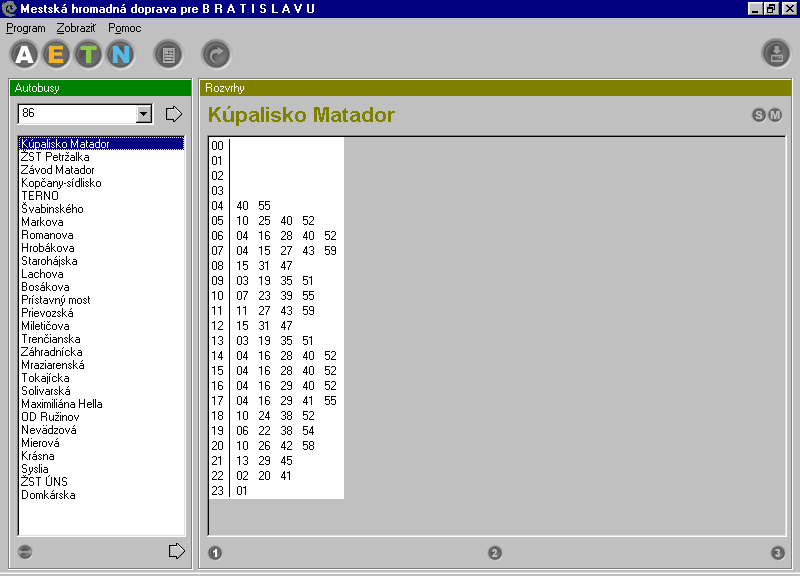 Mestská hromadná doprava pre B R A T I S L A V U
Program Zobraziť Pomoc
A E T N
Autobusy
86
Kúpalisko Matador
ŽST Petržalka
Závod Matador
Kopčany-sídlisko
TERNO
Švabinského
Markova
Romanova
Hrobákova
Starohájska
Lachova
Bosákova
Prístavný most
Prievozská
Miletičova
Trenčianska
Záhradnícka
Mraziarenská
Tokajícka
Solivarská
Maximiliána Hella
OD Ružinov
Nevädzová
Mierová
Krásna
Syslia
ŽST ÚNS
Domkárska
Rozvrhy
Kúpalisko Matador
S M
00
01
02
03
04 40 55
05 10 25 40 52
06 04 16 28 40 52
07 04 15 27 43 59
08 15 31 47
09 03 19 35 51
10 07 23 39 55
11 11 27 43 59
12 15 31 47
13 03 19 35 51
14 04 16 28 40 52
15 04 16 28 40 52
16 04 16 29 40 52
17 04 16 29 41 55
18 10 24 38 52
19 06 22 38 54
20 10 26 42 58
21 13 29 45
22 02 20 41
23 01
1 2 3